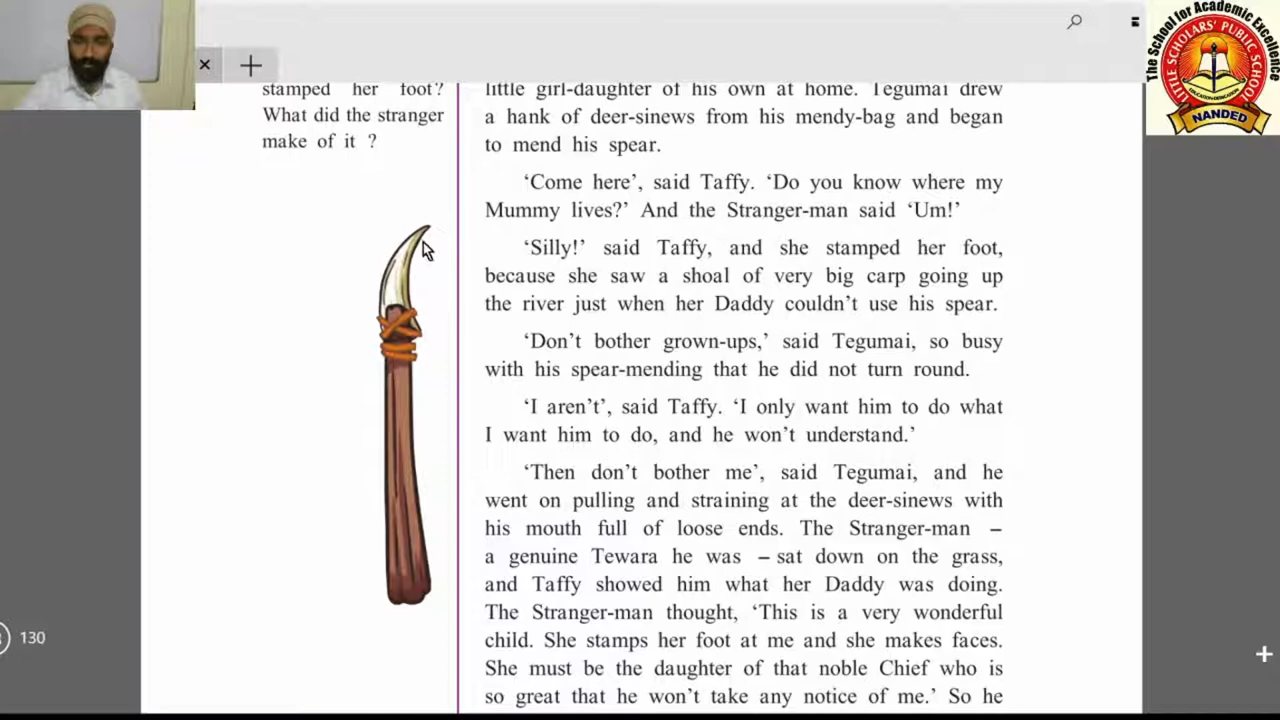 The School for Academic Excellence
LITTLE SCHOLARS' PUBLIC SCHOOL
NANDED
stamped her foot?
What did the stranger
make of it ?
little girl-daughter of his own at home. Tegumai drew
a hank of deer-sinews from his mendy-bag and began
to mend his spear.
‘Come here’, said Taffy. ‘Do you know where my
Mummy lives?’ And the Stranger-man said ‘Um!’
‘Silly!’ said Taffy, and she stamped her foot,
because she saw a shoal of very big carp going up
the river just when her Daddy couldn’t use his spear.
‘Don’t bother grown-ups,’ said Tegumai, so busy
with his spear-mending that he did not turn round.
‘I aren’t’, said Taffy. ‘I only want him to do what
I want him to do, and he won’t understand.’
‘Then don’t bother me’, said Tegumai, and he
went on pulling and straining at the deer-sinews with
his mouth full of loose ends. The Stranger-man –
a genuine Tewara he was – sat down on the grass,
and Taffy showed him what her Daddy was doing.
The Stranger-man thought, ‘This is a very wonderful
child. She stamps her foot at me and she makes faces.
She must be the daughter of that noble Chief who is
so great that he won’t take any notice of me.’ So he
130